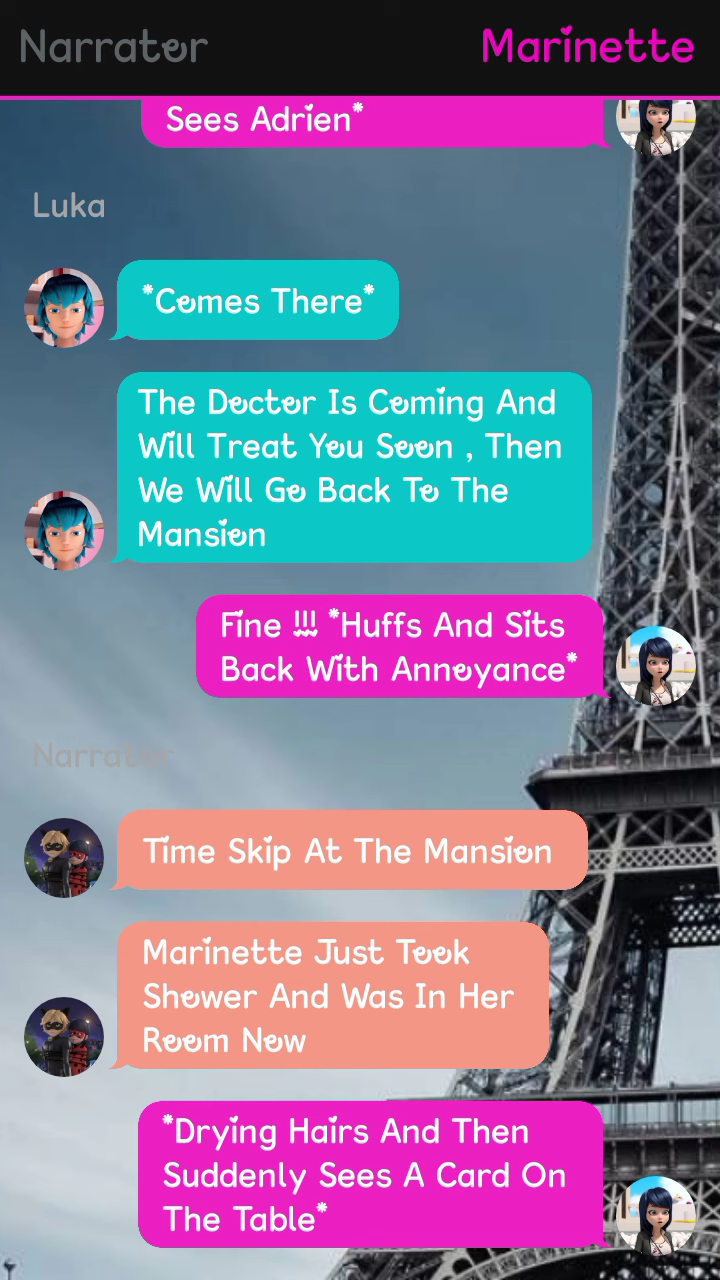 Narrator
Marinette
Sees Adrien*
Luka
*Comes There*
The Doctor Is Coming And
Will Treat You Soon , Then
We Will Go Back To The
Mansion
Fine !!! *Huffs And Sits
Back With Annoyance*
Narrator
Time Skip At The Mansion
Marinette Just Took
Shower And Was In Her
Room Now
*Drying Hairs And Then
Suddenly Sees A Card On
The Table*